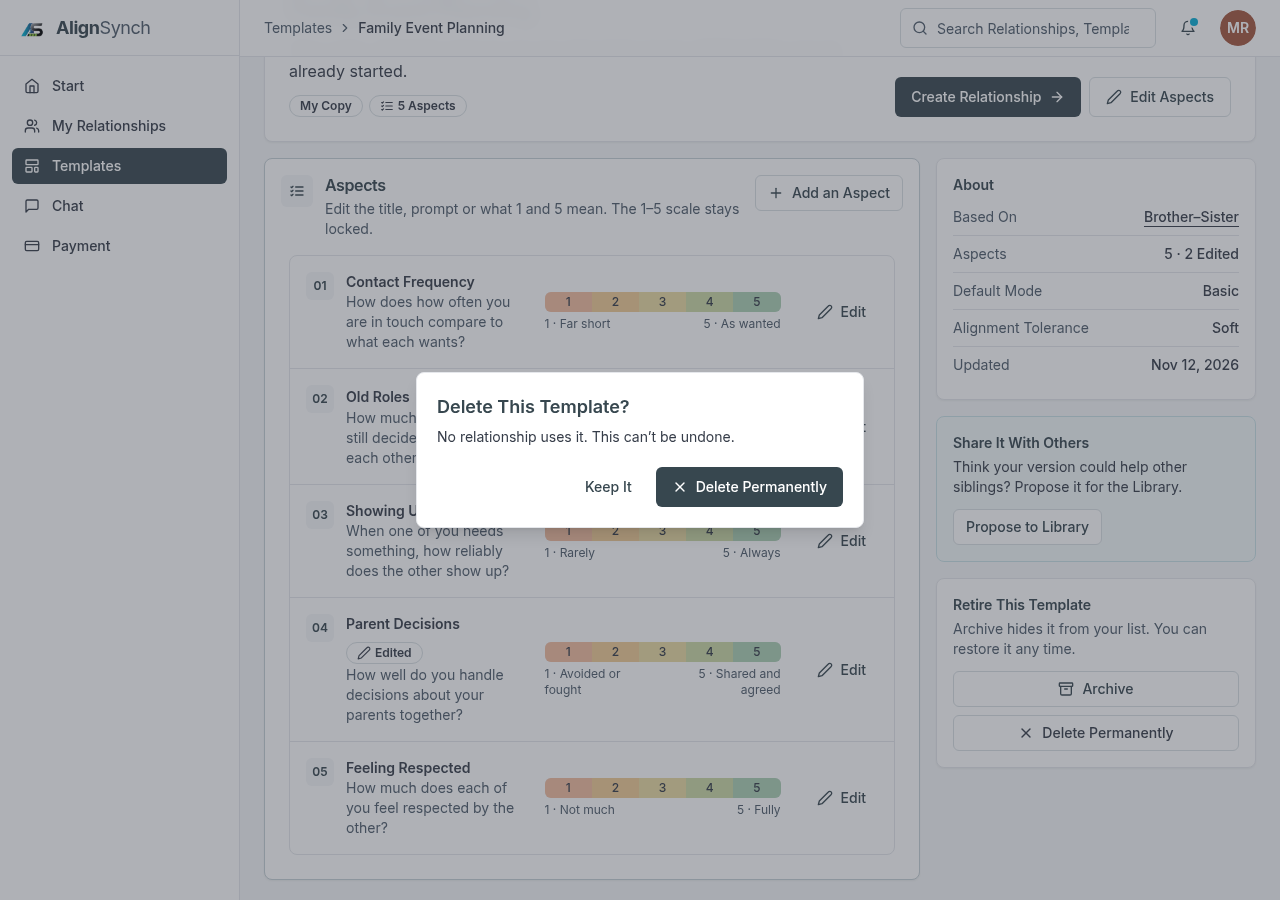 AlignSynch
Templates > Family Event Planning
Search Relationships, Templa
MR
Start
My Relationships
Templates
Chat
Payment
already started.
My Copy
5 Aspects
Create Relationship
Edit Aspects
Aspects
Edit the title, prompt or what 1 and 5 mean. The 1–5 scale stays
locked.
Add an Aspect
01
Contact Frequency
How does how often you
are in touch compare to
what each wants?
1 2 3 4 5
1 · Far short
5 · As wanted
Edit
02
Old Roles
How much
still decide
each other
Delete This Template?
No relationship uses it. This can’t be undone.
Keep It
Delete Permanently
03
Showing U
When one of you needs
something, how reliably
does the other show up?
1 2 3 4 5
1 · Rarely
5 · Always
Edit
04
Parent Decisions
Edited
How well do you handle
decisions about your
parents together?
1 2 3 4 5
1 · Avoided or
fought
5 · Shared and
agreed
Edit
05
Feeling Respected
How much does each of
you feel respected by the
other?
1 2 3 4 5
1 · Not much
5 · Fully
Edit
About
Based On Brother–Sister
Aspects 5 · 2 Edited
Default Mode Basic
Alignment Tolerance Soft
Updated Nov 12, 2026
Share It With Others
Think your version could help other
siblings? Propose it for the Library.
Propose to Library
Retire This Template
Archive hides it from your list. You can
restore it any time.
Archive
Delete Permanently